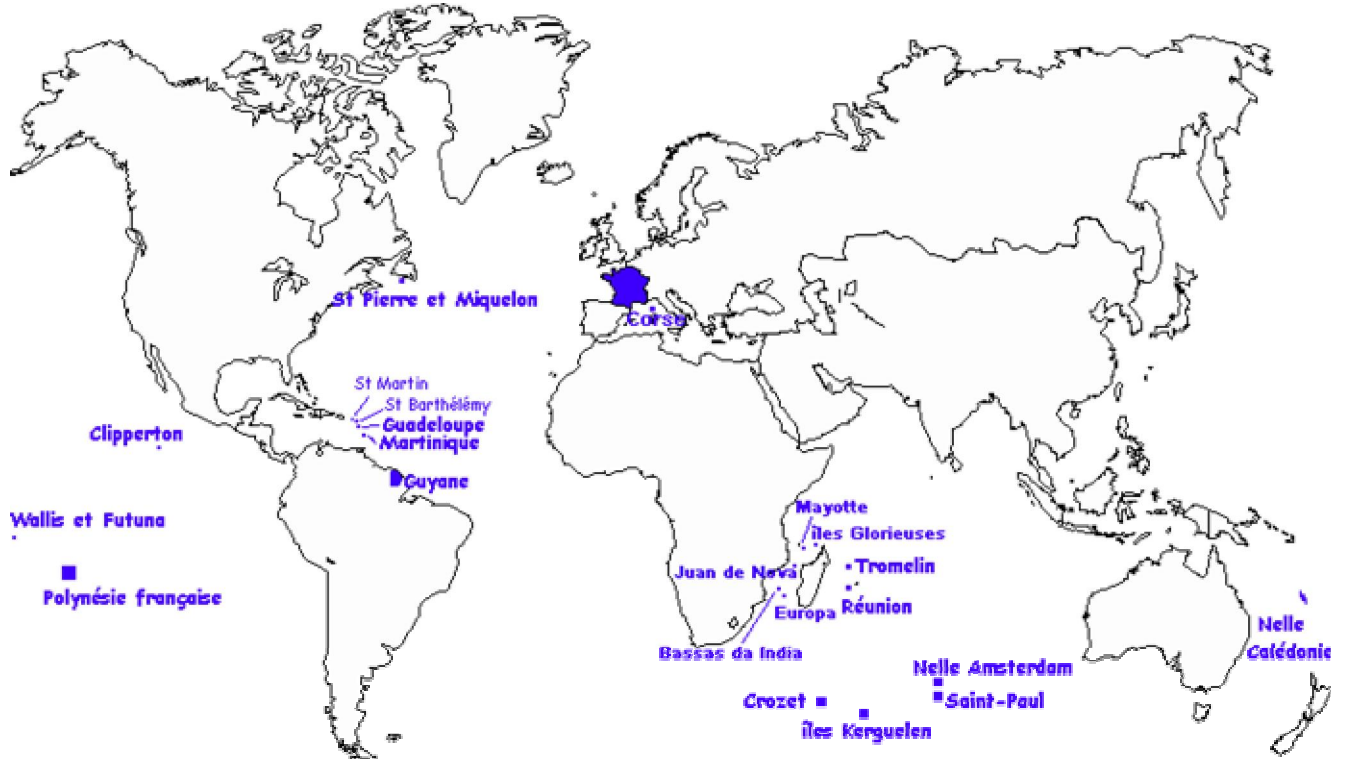 St Pierre et Miquelon
Corse
St Martin
St Barthélémy
Guadeloupe
Martinique
Clipperton
Guyane
Wallis et Futuna
Polynésie française
Mayotte
îles Glorieuses
Juan de Nova
Tromelin
Europa
Réunion
Bassas da India
Nelle
Calédonie
Nelle Amsterdam
Crozet
Saint-Paul
îles Kerguelen